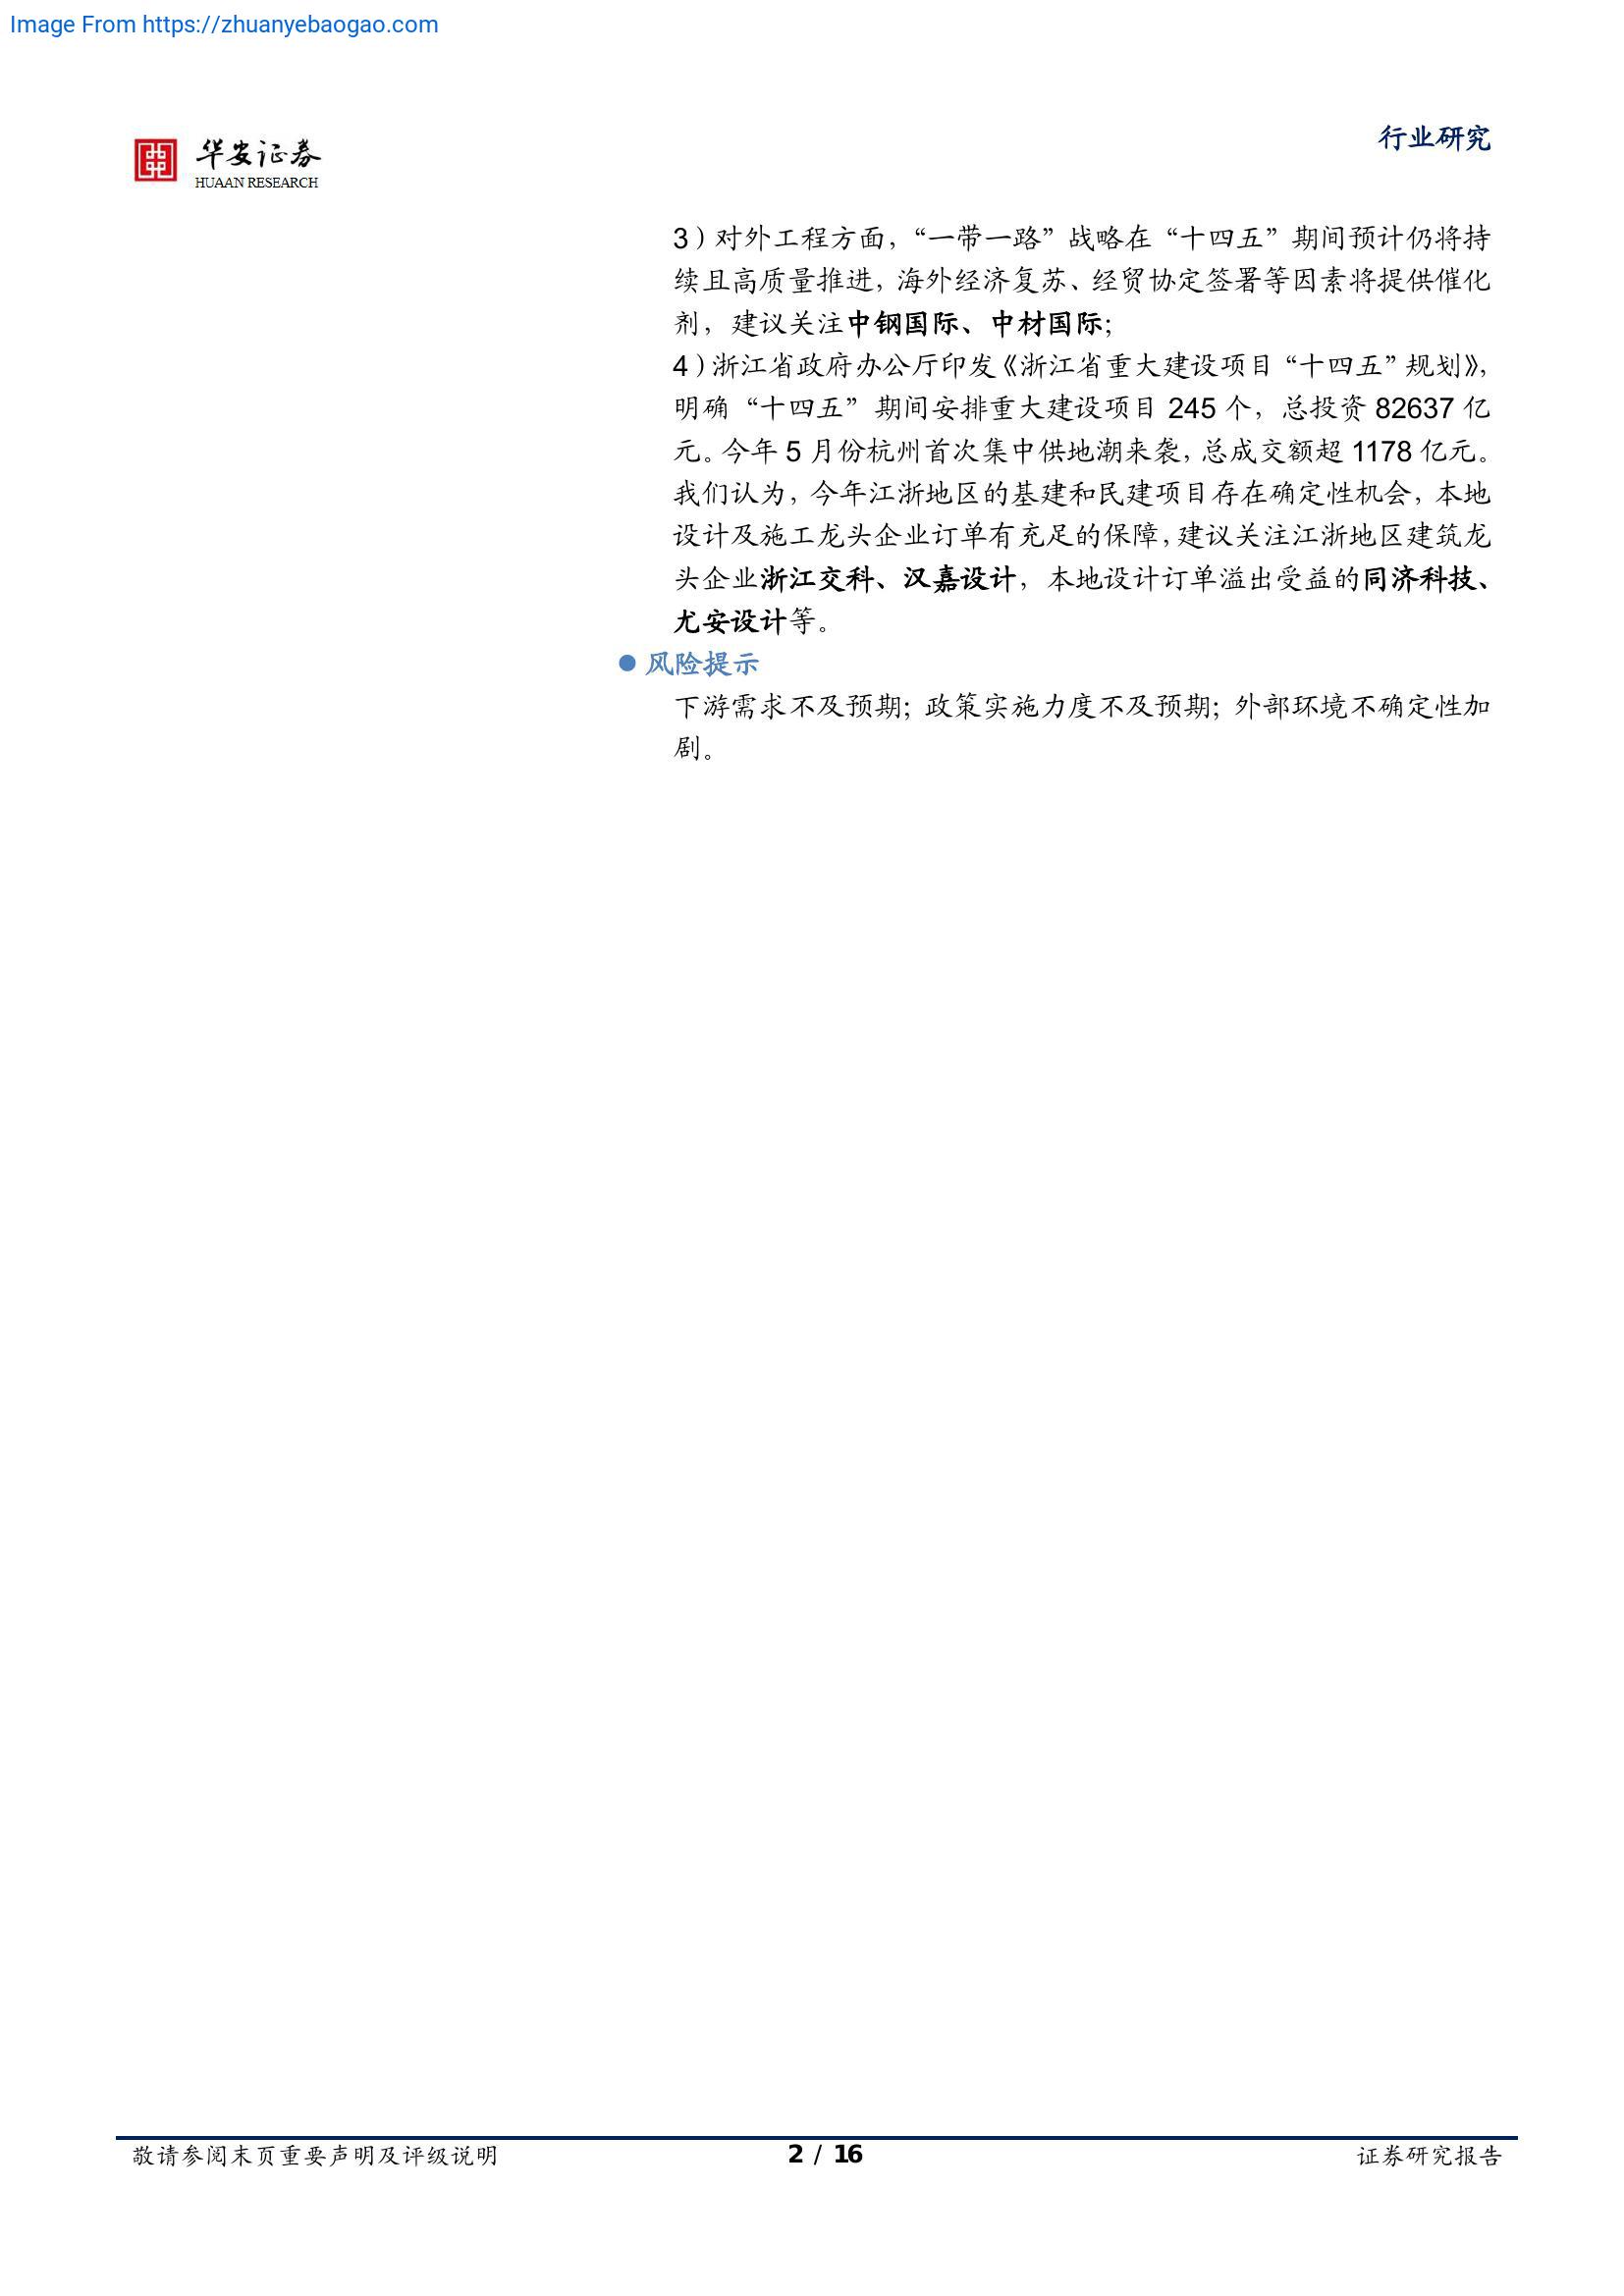 Image From https://zhuanyebaogao.com
华安证券
HUAAN RESEARCH
行业研究
3）对外工程方面，“一带一路”战略在“十四五”期间预计仍将持
续且高质量推进，海外经济复苏、经贸协定签署等因素将提供催化
剂，建议关注中钢国际、中材国际；
4）浙江省政府办公厅印发《浙江省重大建设项目“十四五”规划》，
明确“十四五”期间安排重大建设项目 245 个，总投资 82637 亿
元。今年 5 月份杭州首次集中供地潮来袭，总成交额超 1178 亿元。
我们认为，今年江浙地区的基建和民建项目存在确定性机会，本地
设计及施工龙头企业订单有充足的保障，建议关注江浙地区建筑龙
头企业浙江交科、汉嘉设计，本地设计订单溢出受益的同济科技、
尤安设计等。
● 风险提示
下游需求不及预期；政策实施力度不及预期；外部环境不确定性加
剧。
敬请参阅末页重要声明及评级说明
2 / 16
证券研究报告